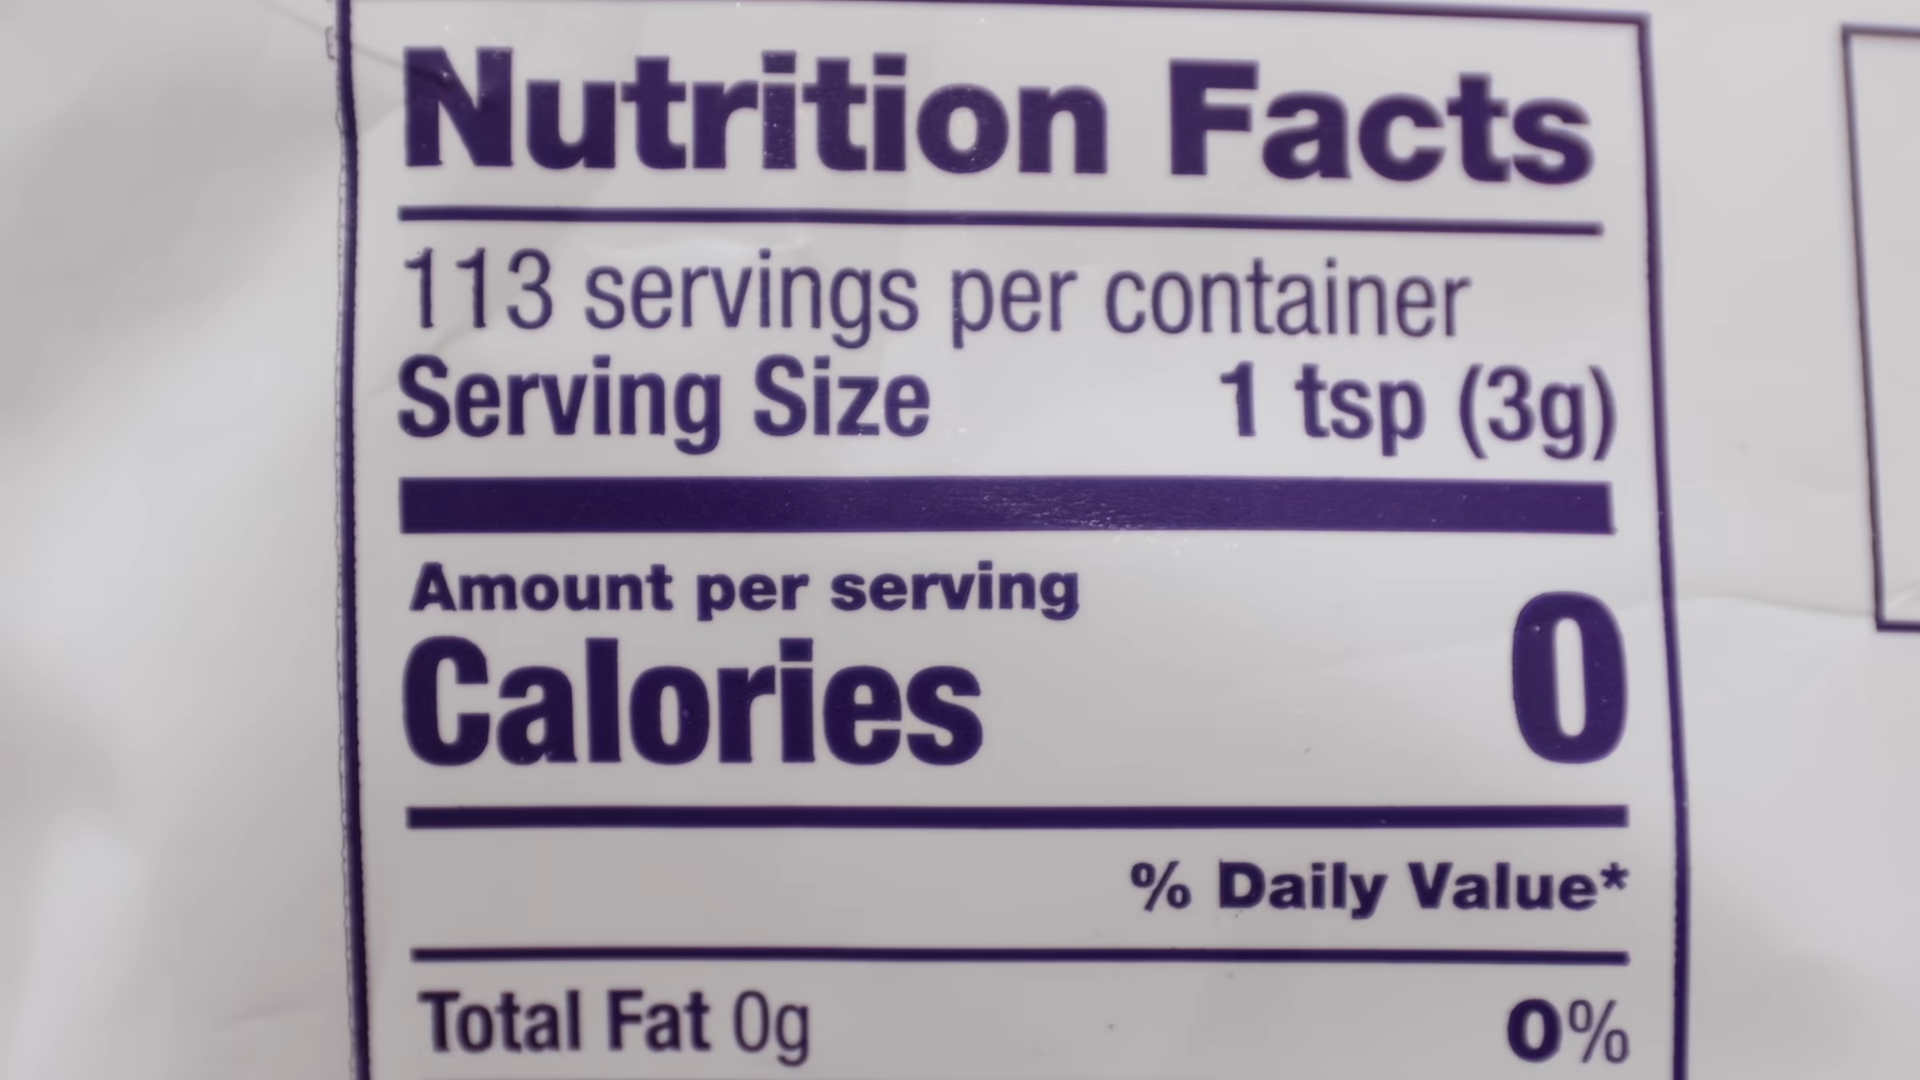 Nutrition Facts
113 servings per container
Serving Size 1 tsp (3g)
Amount per serving
Calories 0
% Daily Value*
Total Fat 0g 0%